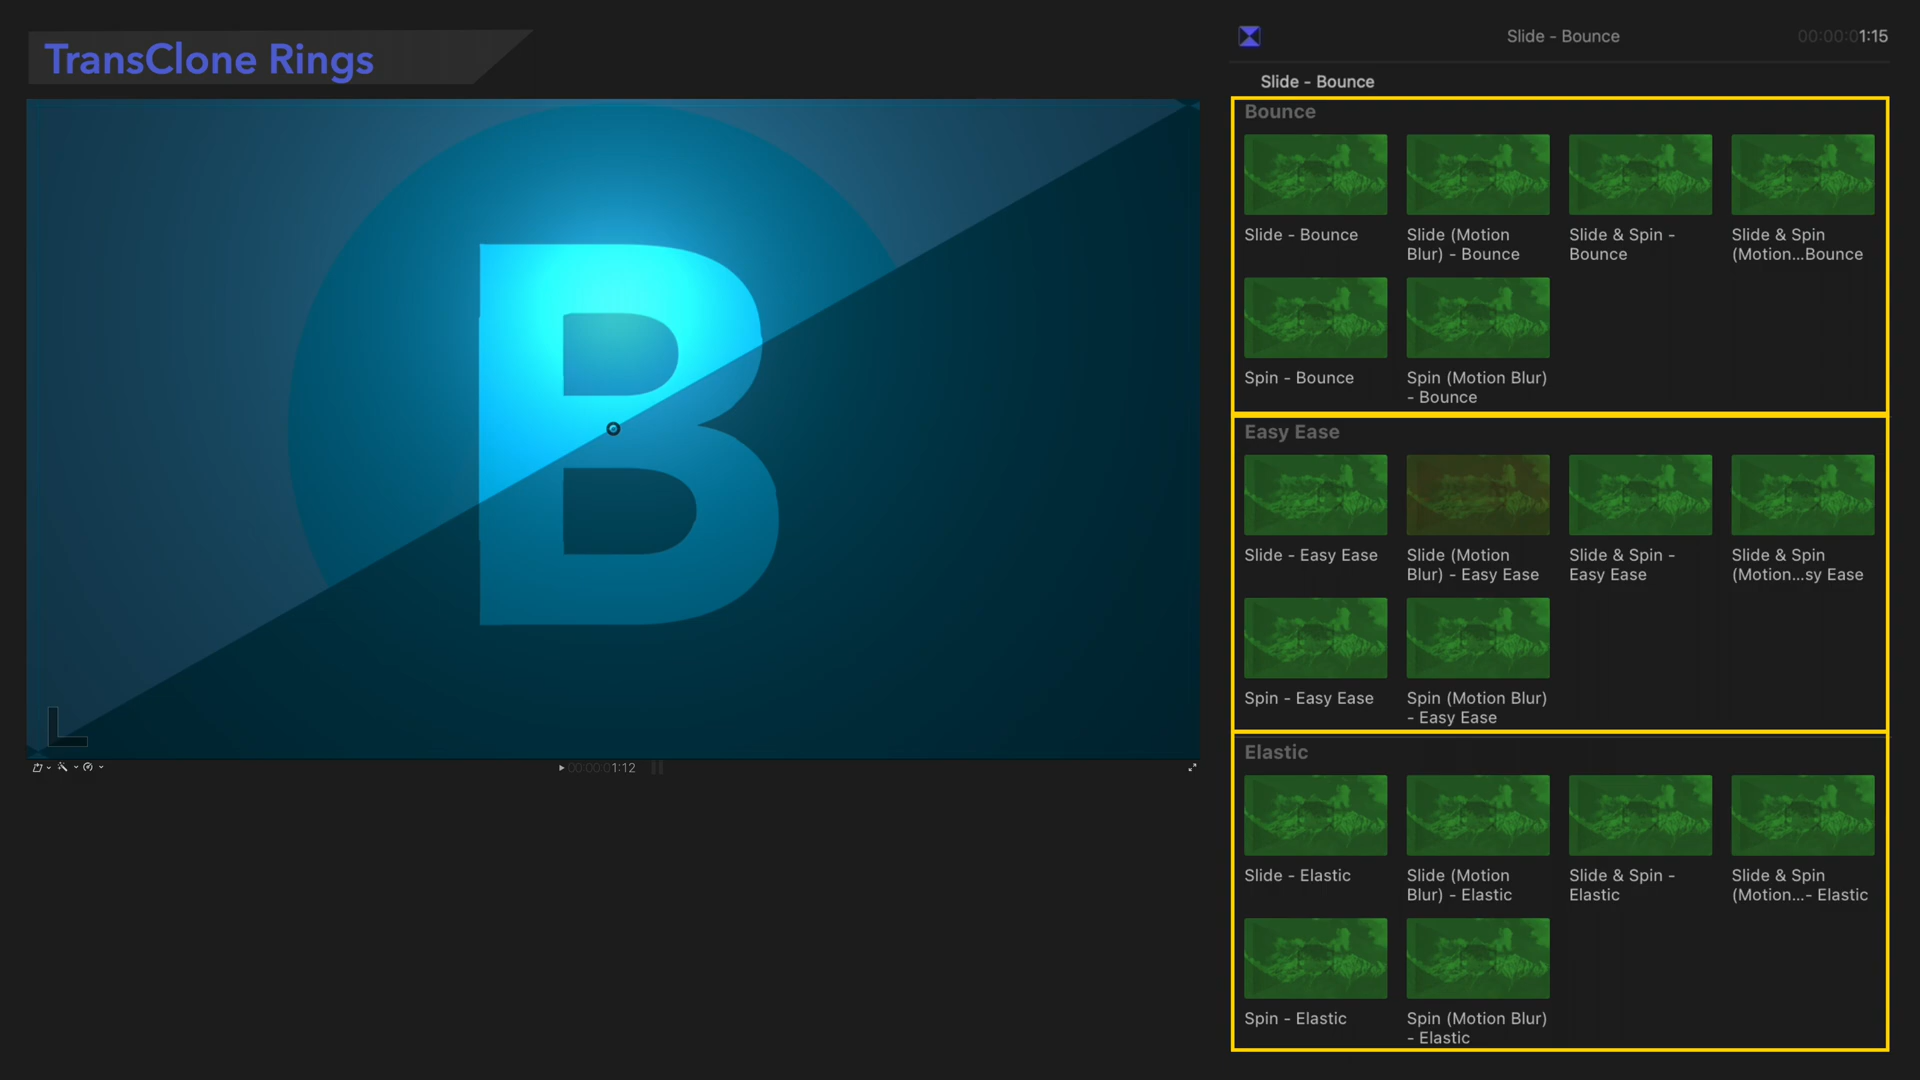 TransClone Rings
Slide - Bounce
00:00:01:15
Slide - Bounce
B
00:00:01:12
Bounce
Slide - Bounce
Slide (Motion
Blur) - Bounce
Slide & Spin -
Bounce
Slide & Spin
(Motion...Bounce
Spin - Bounce
Spin (Motion Blur)
- Bounce
Easy Ease
Slide - Easy Ease
Slide (Motion
Blur) - Easy Ease
Slide & Spin -
Easy Ease
Slide & Spin
(Motion...sy Ease
Spin - Easy Ease
Spin (Motion Blur)
- Easy Ease
Elastic
Slide - Elastic
Slide (Motion
Blur) - Elastic
Slide & Spin -
Elastic
Slide & Spin
(Motion...- Elastic
Spin - Elastic
Spin (Motion Blur)
- Elastic